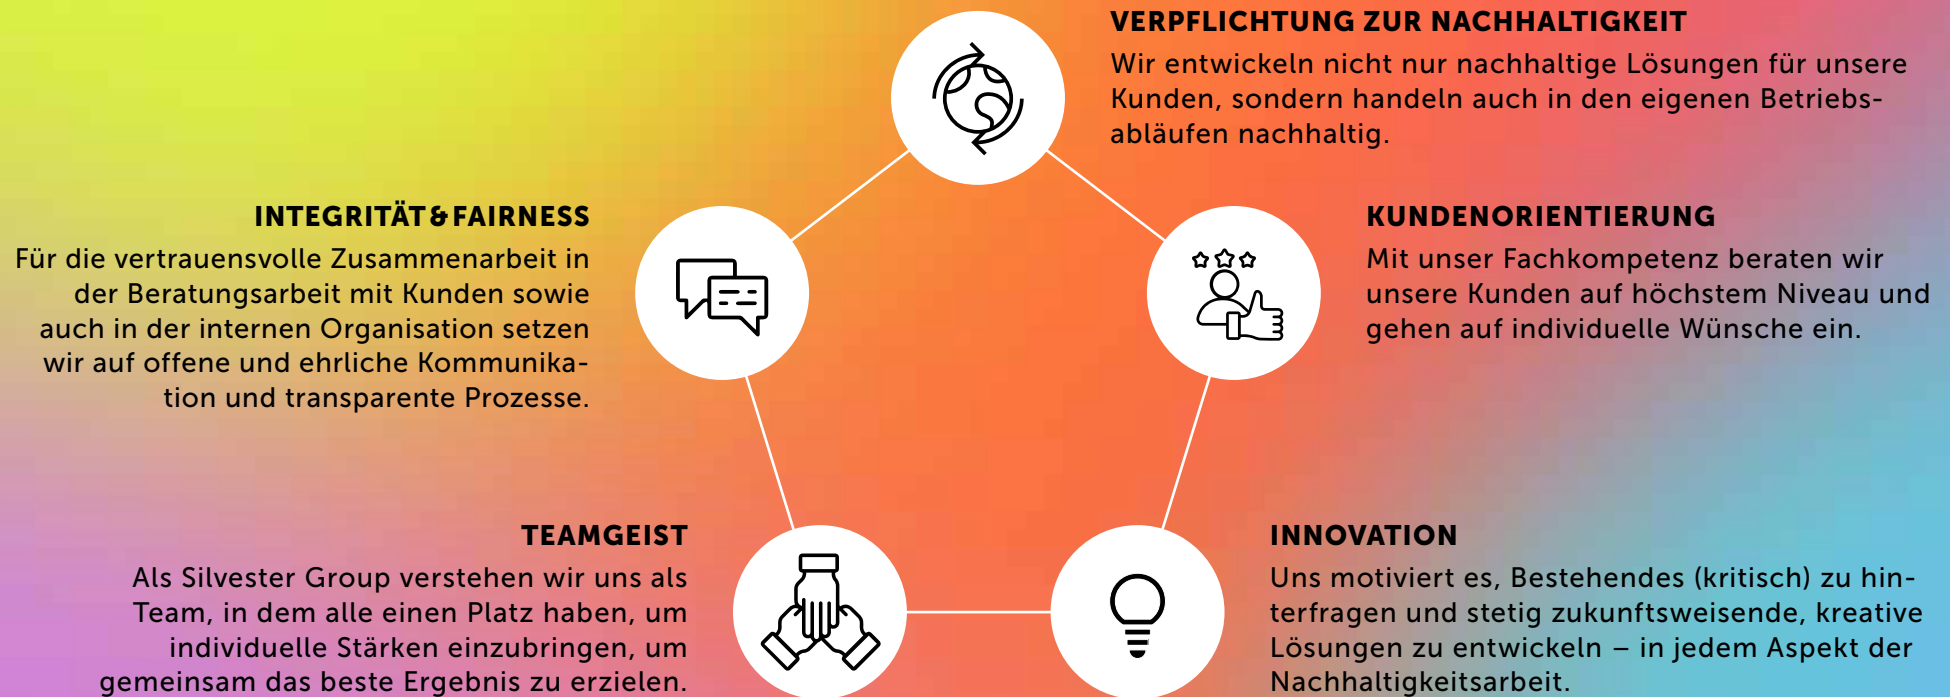 VERPFLICHTUNG ZUR NACHHALTIGKEIT
Wir entwickeln nicht nur nachhaltige Lösungen für unsere
Kunden, sondern handeln auch in den eigenen Betriebs-
abläufen nachhaltig.
INTEGRITÄT&FAIRNESS
Für die vertrauensvolle Zusammenarbeit in
der Beratungsarbeit mit Kunden sowie
auch in der internen Organisation setzen
wir auf offene und ehrliche Kommunika-
tion und transparente Prozesse.
KUNDENORIENTIERUNG
Mit unser Fachkompetenz beraten wir
unsere Kunden auf höchstem Niveau und
gehen auf individuelle Wünsche ein.
TEAMGEIST
Als Silvester Group verstehen wir uns als
Team, in dem alle einen Platz haben, um
individuelle Stärken einzubringen, um
gemeinsam das beste Ergebnis zu erzielen.
INNOVATION
Uns motiviert es, Bestehendes (kritisch) zu hin-
terfragen und stetig zukunftsweisende, kreative
Lösungen zu entwickeln – in jedem Aspekt der
Nachhaltigkeitsarbeit.